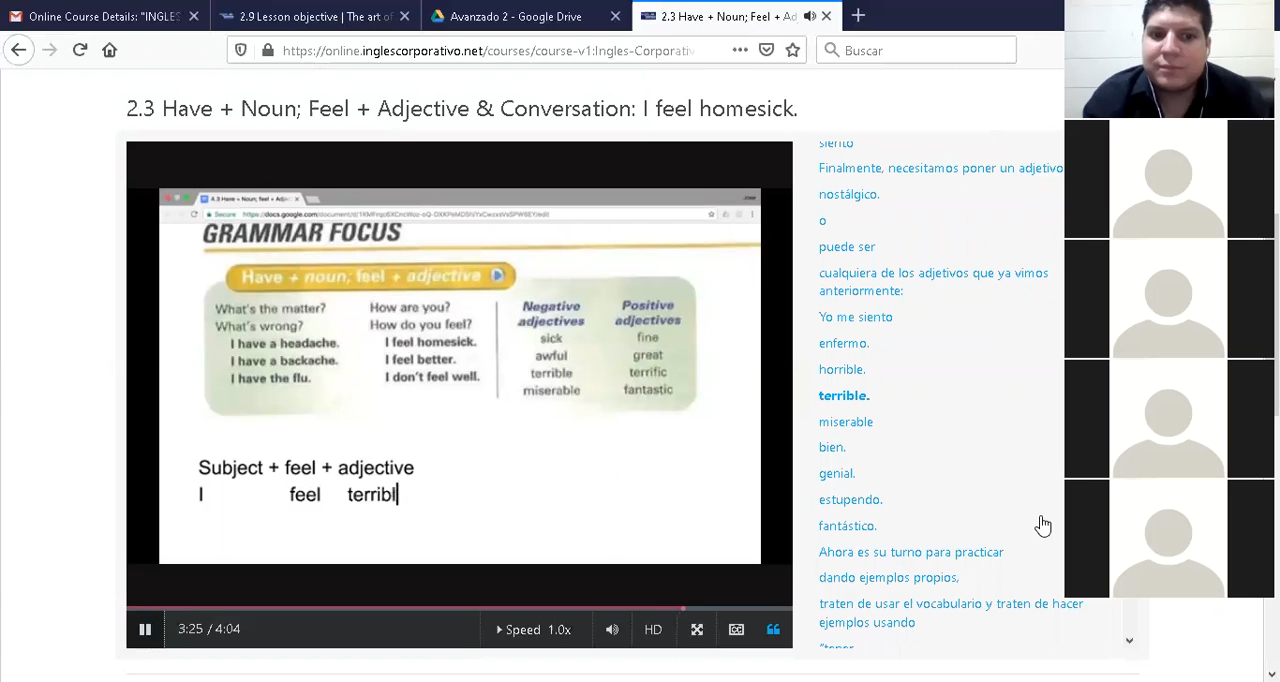 Online Course Details: "INGLES
2.9 Lesson objective | The art of
Avanzado 2 - Google Drive
2.3 Have + Noun; Feel + Ad
https://online.inglescorporativo.net/courses/course-v1:Ingles-Corporativ
Buscar
2.3 Have + Noun; Feel + Adjective & Conversation: I feel homesick.
Secure
GRAMMAR FOCUS
Have + noun; feel + adjective
What's the matter?
What's wrong?
I have a headache.
I have a backache.
I have the flu.
How are you?
How do you feel?
I feel homesick.
I feel better.
I don't feel well.
Negative
adjectives
sick
awful
terrible
miserable
Positive
adjectives
fine
great
terrific
fantastic
Subject + feel + adjective
I feel terribl
3:25 / 4:04
Speed 1.0x
HD
siento
Finalmente, necesitamos poner un adjetivo
nostálgico.
o
puede ser
cualquiera de los adjetivos que ya vimos
anteriormente:
Yo me siento
enfermo.
horrible.
terrible.
miserable
bien.
genial.
estupendo.
fantástico.
Ahora es su turno para practicar
dando ejemplos propios,
traten de usar el vocabulario y traten de hacer
ejemplos usando
"tener